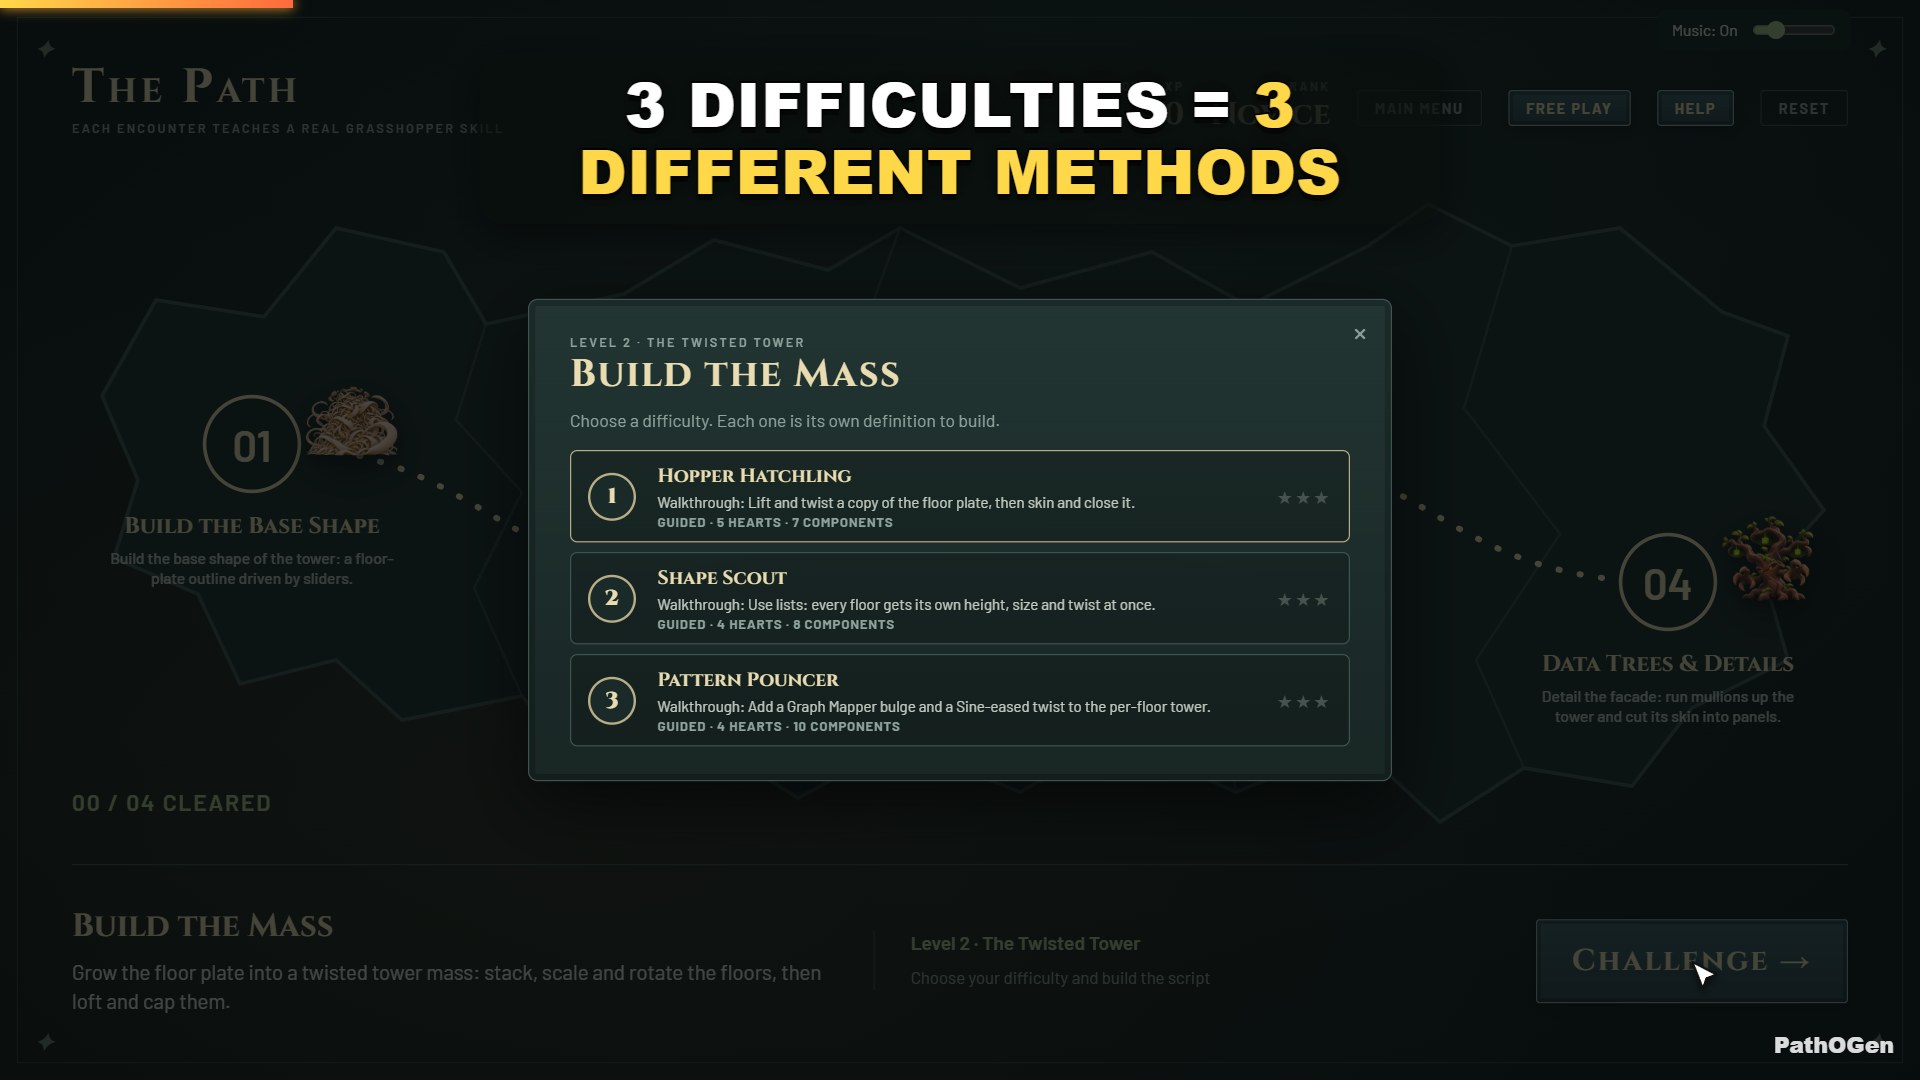 Music: On
The Path
EACH ENCOUNTER TEACHES A REAL GRASSHOPPER SKILL
3 DIFFICULTIES = 3
DIFFERENT METHODS
XP
RANK
0
Novice
MAIN MENU
FREE PLAY
HELP
RESET
LEVEL 2 · THE TWISTED TOWER
Build the Mass
×
Choose a difficulty. Each one is its own definition to build.
1
Hopper Hatchling
Walkthrough: Lift and twist a copy of the floor plate, then skin and close it.
GUIDED · 5 HEARTS · 7 COMPONENTS
★★★
2
Shape Scout
Walkthrough: Use lists: every floor gets its own height, size and twist at once.
GUIDED · 4 HEARTS · 8 COMPONENTS
★★★
3
Pattern Pouncer
Walkthrough: Add a Graph Mapper bulge and a Sine-eased twist to the per-floor tower.
GUIDED · 4 HEARTS · 10 COMPONENTS
★★★
01
Build the Base Shape
Build the base shape of the tower: a floor-
plate outline driven by sliders.
04
Data Trees & Details
Detail the facade: run mullions up the
tower and cut its skin into panels.
00 / 04 CLEARED
Build the Mass
Grow the floor plate into a twisted tower mass: stack, scale and rotate the floors, then
loft and cap them.
Level 2 · The Twisted Tower
Choose your difficulty and build the script
Challenge →
PathOGen